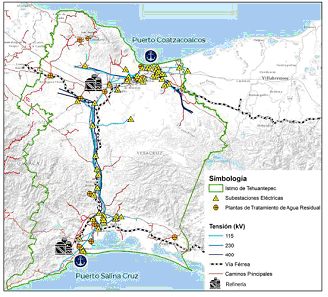 Puerto Coatzacoalcos
Villahermosa
VERACRUZ
Simbología
Istmo de Tehuantepec
Subestaciones Eléctricas
Plantas de Tratamiento de Agua Residual
Tensión (kV)
115
230
400
Vía Férrea
Caminos Principales
Refinería
Puerto Salina Cruz